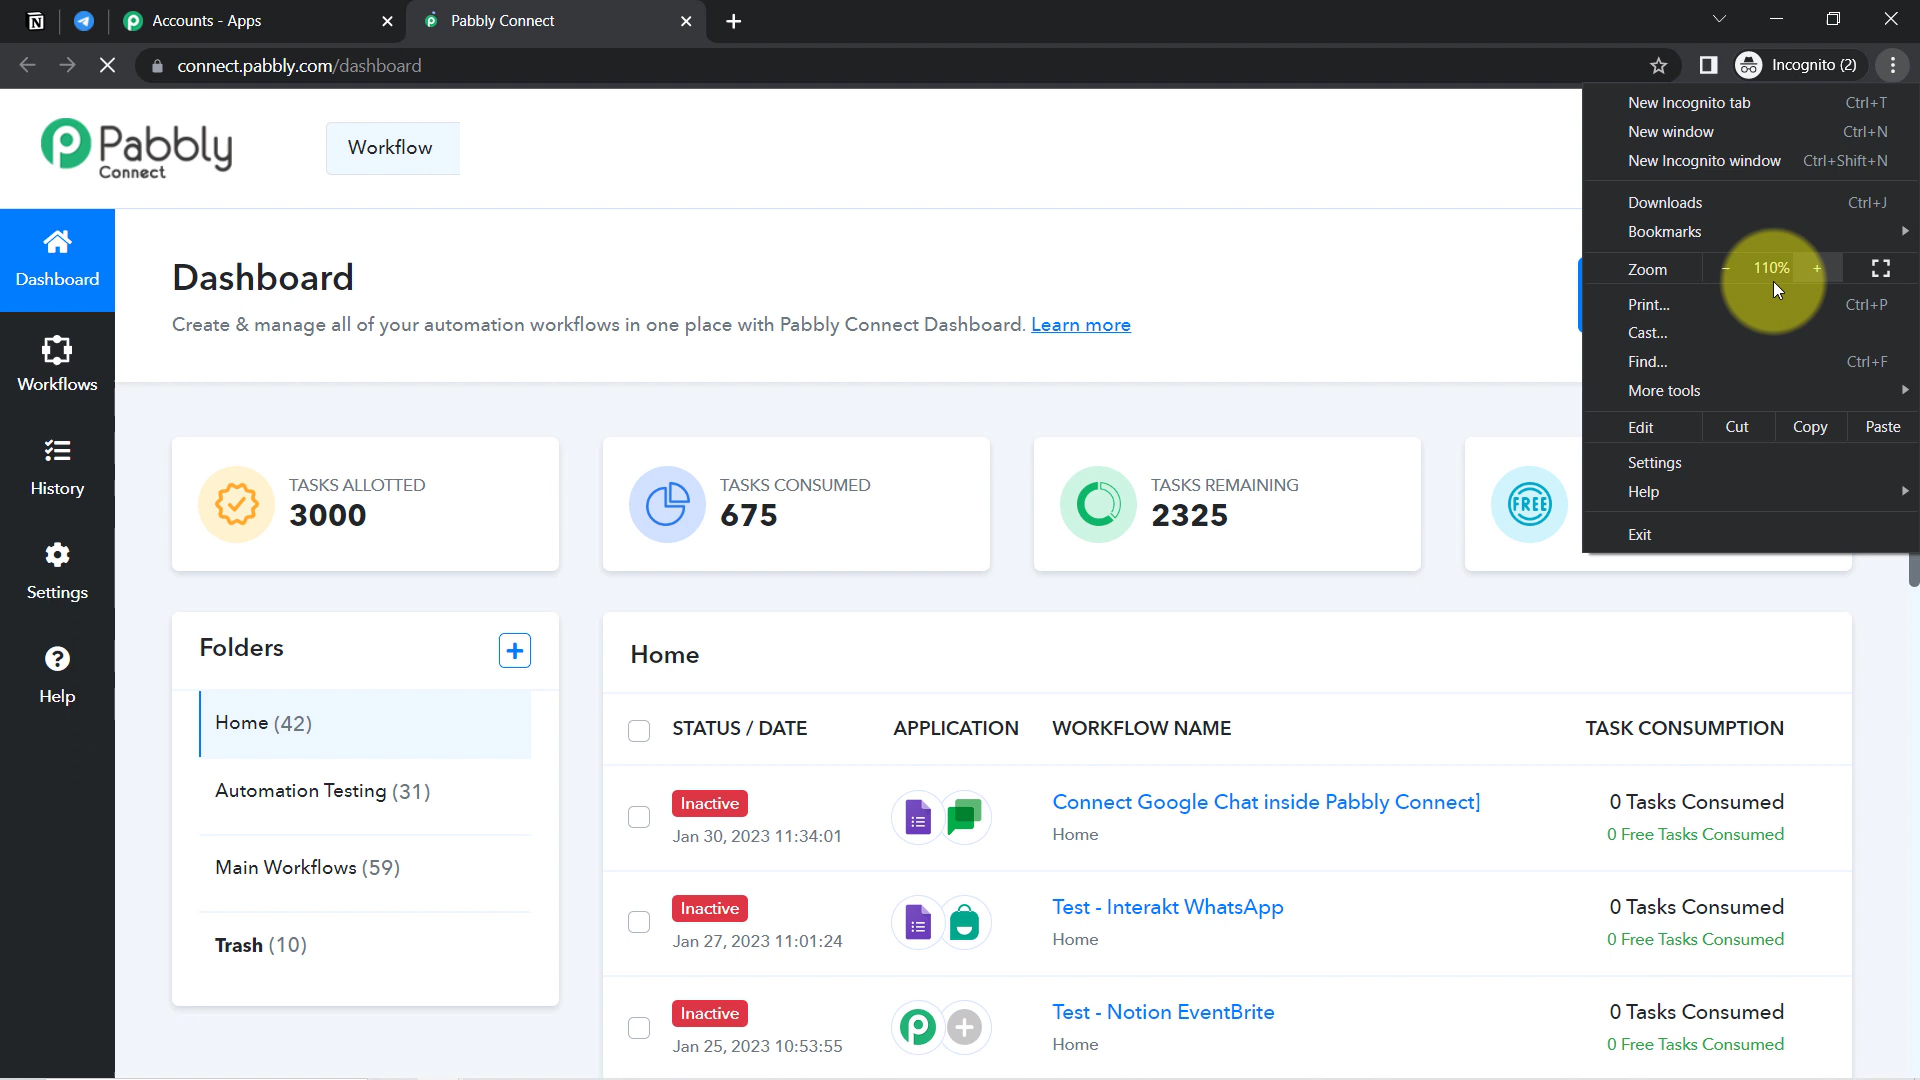 Accounts - Apps
Pabbly Connect
connect.pabbly.com/dashboard
Incognito (2)
New Incognito tab Ctrl+T
New window Ctrl+N
New Incognito window Ctrl+Shift+N
Downloads Ctrl+J
Bookmarks
Zoom - 110% +
Print... Ctrl+P
Cast...
Find... Ctrl+F
More tools
Edit Cut Copy Paste
Settings
Help
Exit
Pabbly
Connect
Workflow
Dashboard
Workflows
History
Settings
Help
Dashboard
Create & manage all of your automation workflows in one place with Pabbly Connect Dashboard. Learn more
TASKS ALLOTTED
3000
TASKS CONSUMED
675
TASKS REMAINING
2325
FREE
Folders
+
Home (42)
Automation Testing (31)
Main Workflows (59)
Trash (10)
Home
STATUS / DATE APPLICATION WORKFLOW NAME TASK CONSUMPTION
Inactive
Jan 30, 2023 11:34:01
Connect Google Chat inside Pabbly Connect]
Home
0 Tasks Consumed
0 Free Tasks Consumed
Inactive
Jan 27, 2023 11:01:24
Test - Interakt WhatsApp
Home
0 Tasks Consumed
0 Free Tasks Consumed
Inactive
Jan 25, 2023 10:53:55
Test - Notion EventBrite
Home
0 Tasks Consumed
0 Free Tasks Consumed